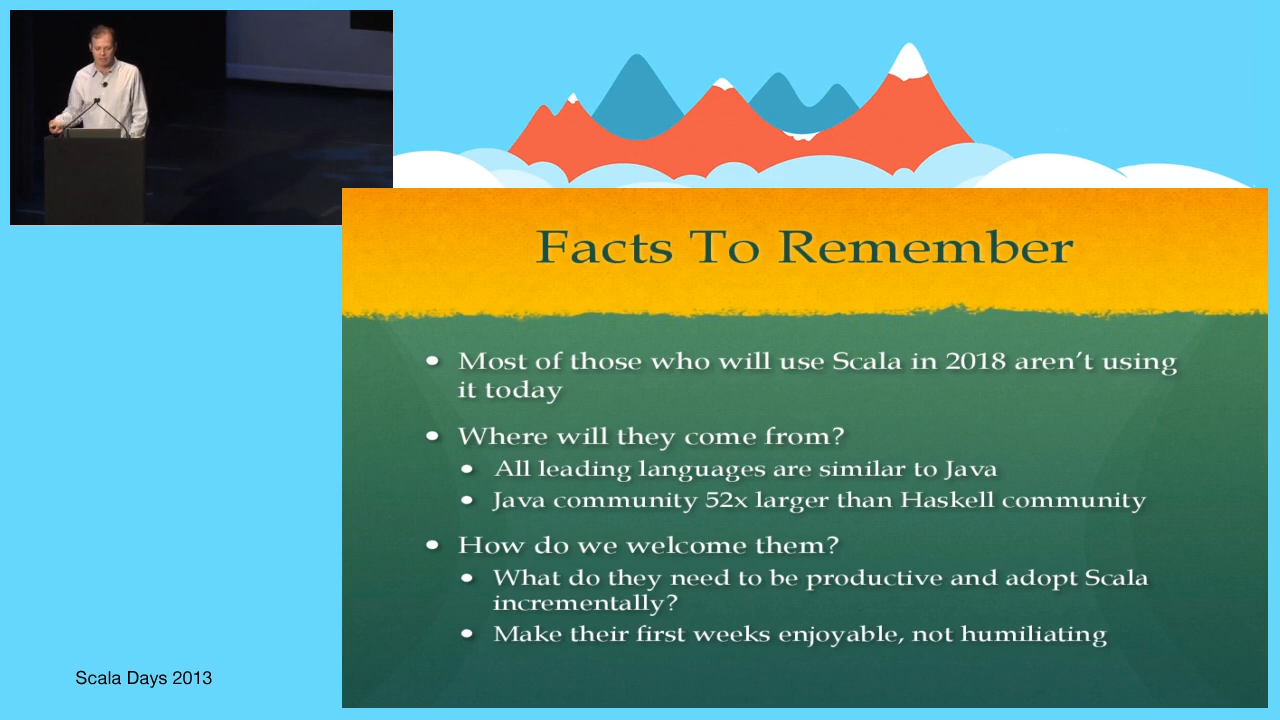 Facts To Remember
• Most of those who will use Scala in 2018 aren’t using
it today
• Where will they come from?
• All leading languages are similar to Java
• Java community 52x larger than Haskell community
• How do we welcome them?
• What do they need to be productive and adopt Scala
incrementally?
• Make their first weeks enjoyable, not humiliating
Scala Days 2013